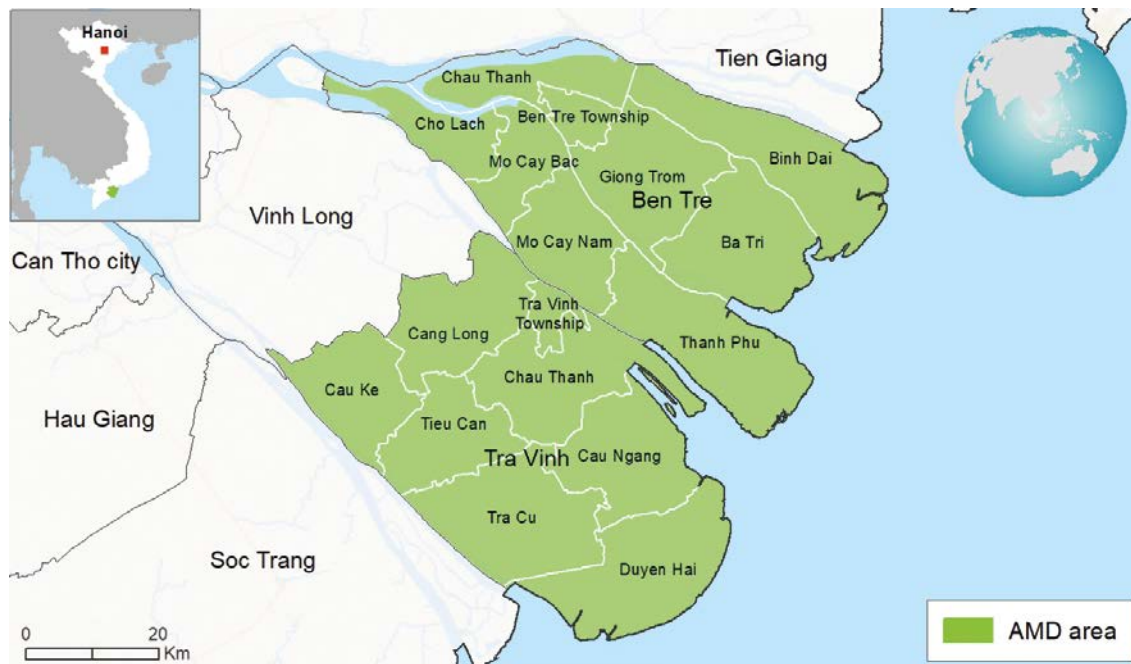 Hanoi
Tien Giang
Chau Thanh
Cho Lach
Ben Tre Township
Mo Cay Bac
Binh Dai
Giong Trom
Ben Tre
Vinh Long
Mo Cay Nam
Ba Tri
Can Tho city
Tra Vinh
Township
Cang Long
Thanh Phu
Chau Thanh
Cau Ke
Hau Giang
Tieu Can
Tra Vinh
Cau Ngang
Tra Cu
Soc Trang
Duyen Hai
0 20
Km
AMD area